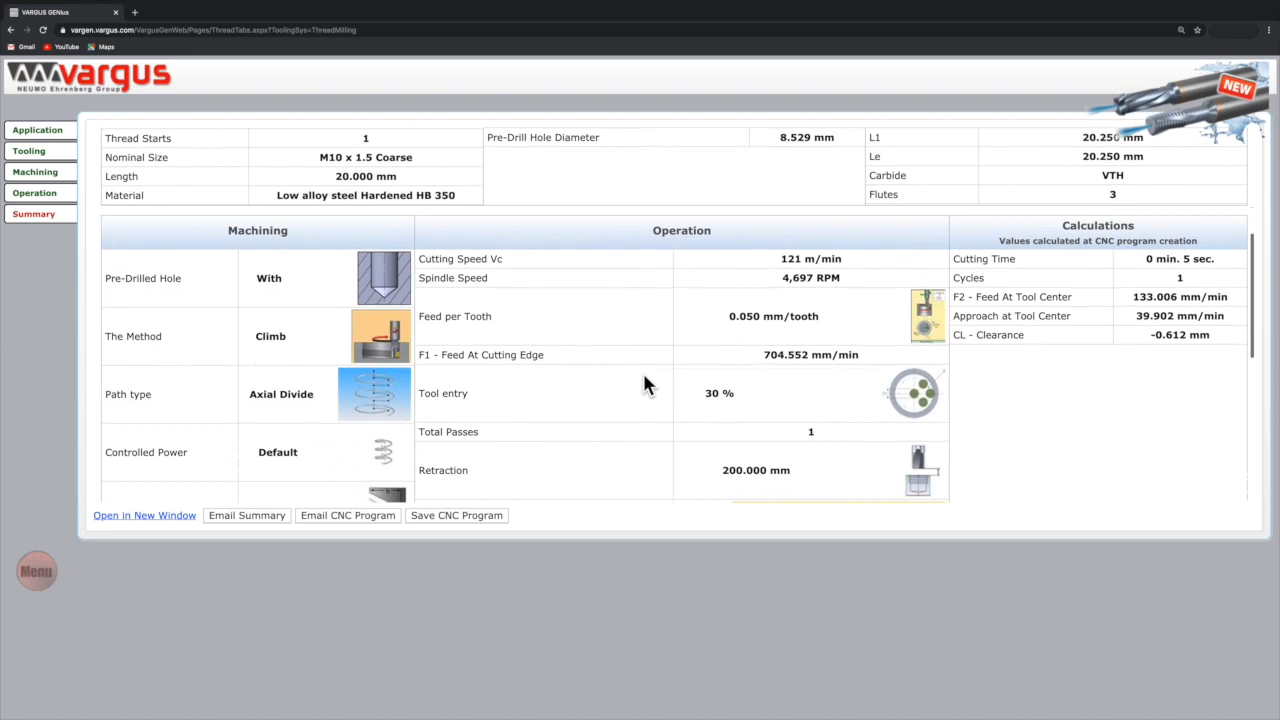 VARGUS GENius
vargen.vargus.com/VargusGenWeb/Pages/ThreadTabs.aspx?ToolingSys=ThreadMilling
Gmail YouTube Maps
vargus
NEUMO Ehrenberg Group
NEW
Application
Tooling
Machining
Operation
Summary
Thread Starts 1 Pre-Drill Hole Diameter 8.529 mm L1 20.250 mm
Nominal Size M10 x 1.5 Coarse Le 20.250 mm
Length 20.000 mm Carbide VTH
Material Low alloy steel Hardened HB 350 Flutes 3
Machining Operation Calculations
Values calculated at CNC program creation
Cutting Speed Vc 121 m/min Cutting Time 0 min. 5 sec.
Pre-Drilled Hole With Spindle Speed 4,697 RPM Cycles 1
F2 - Feed At Tool Center 133.006 mm/min
Feed per Tooth 0.050 mm/tooth Approach at Tool Center 39.902 mm/min
The Method Climb CL - Clearance -0.612 mm
F1 - Feed At Cutting Edge 704.552 mm/min
Path type Axial Divide Tool entry 30 %
Total Passes 1
Controlled Power Default Retraction 200.000 mm
Open in New Window Email Summary Email CNC Program Save CNC Program
Menu